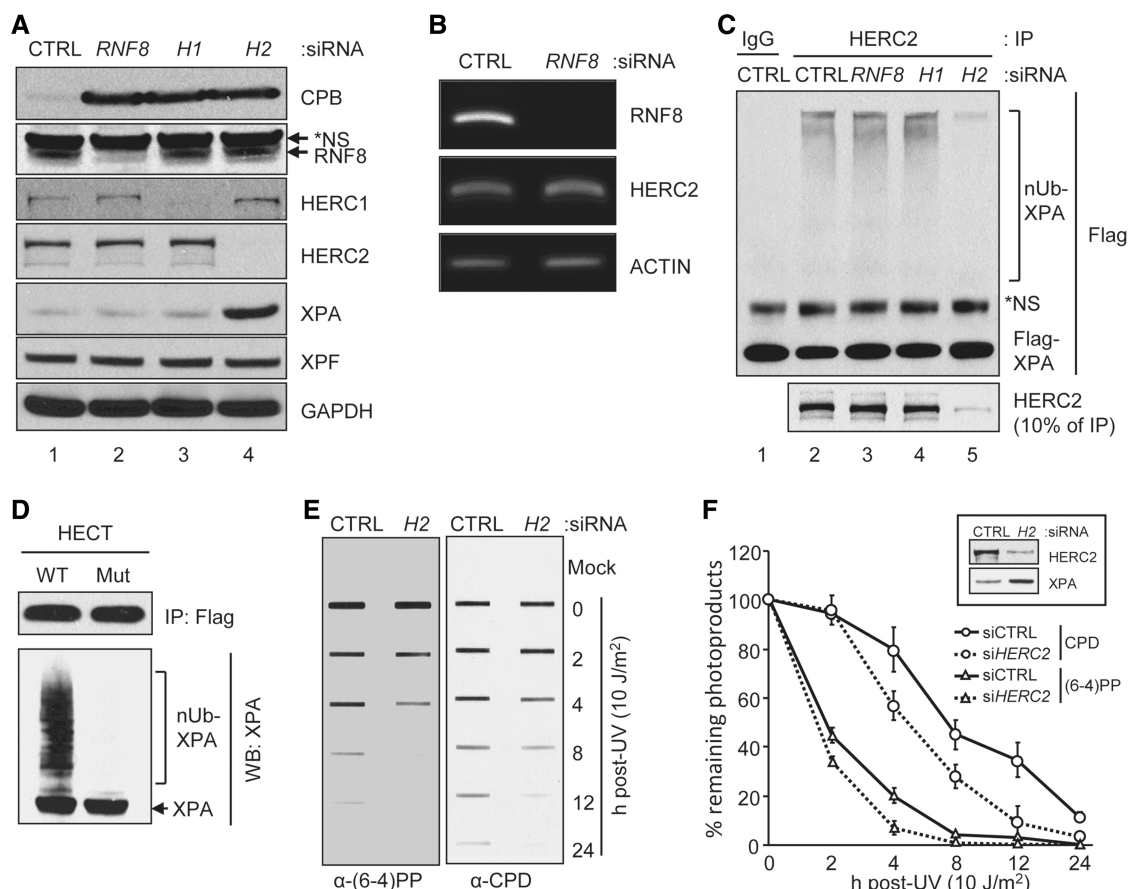 A
CTRL RNF8 H1 H2 :siRNA
CPB
*NS
RNF8
HERC1
HERC2
XPA
XPF
GAPDH
1 2 3 4
B
CTRL RNF8 :siRNA
RNF8
HERC2
ACTIN
C
IgG HERC2 : IP
CTRL CTRL RNF8 H1 H2 :siRNA
nUb-
XPA
Flag
*NS
Flag-
XPA
HERC2
(10% of IP)
1 2 3 4 5
D
HECT
WT Mut
IP: Flag
nUb-
XPA
WB: XPA
XPA
E
CTRL H2 CTRL H2 :siRNA
Mock
0
2
4
8
12
24
h post-UV (10 J/m²)
α-(6-4)PP α-CPD
F
CTRL H2 :siRNA
HERC2
XPA
siCTRL
siHERC2
CPD
siCTRL
siHERC2
(6-4)PP
% remaining photoproducts
120
100
80
60
40
20
0
0 2 4 8 12 24
h post-UV (10 J/m²)